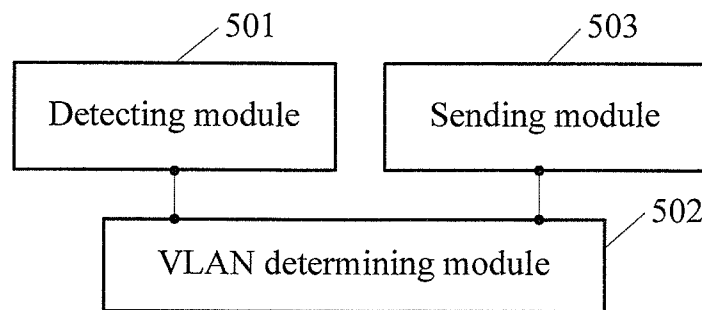 501
503
Detecting module
Sending module
502
VLAN determining module